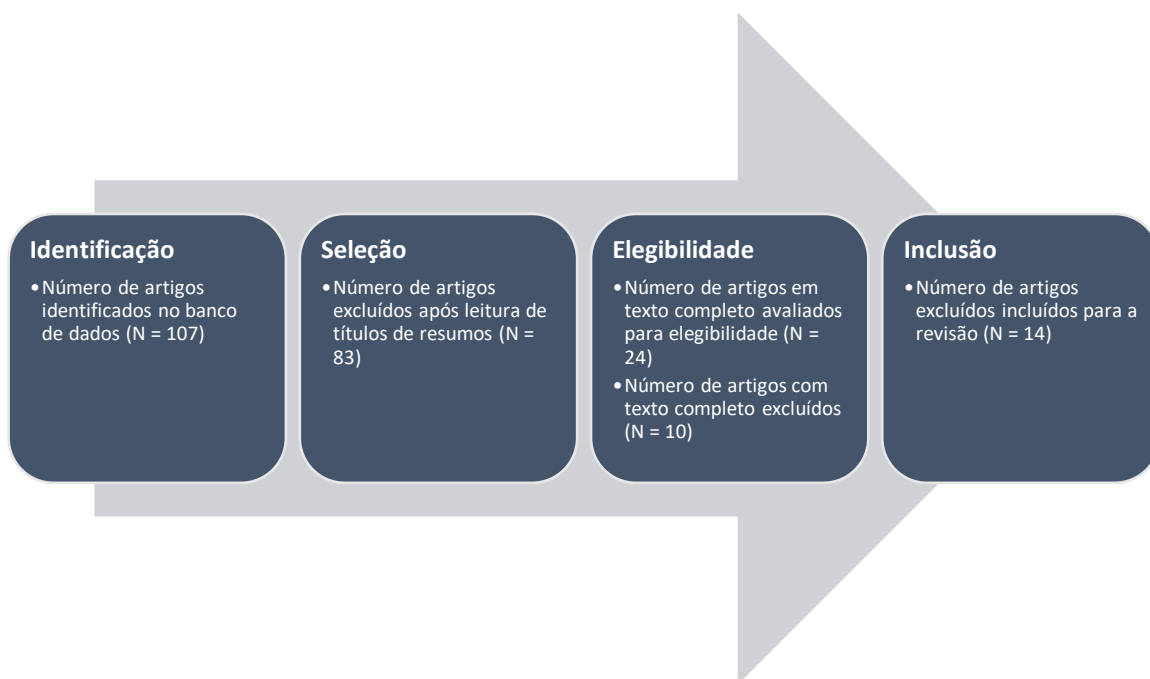 Identificação
•Número de artigos
identificados no banco
de dados (N = 107)
Seleção
•Número de artigos
excluídos após leitura de
títulos de resumos (N =
83)
Elegibilidade
•Número de artigos em
texto completo avaliados
para elegibilidade (N =
24)
•Número de artigos com
texto completo excluídos
(N = 10)
Inclusão
•Número de artigos
excluídos incluídos para a
revisão (N = 14)